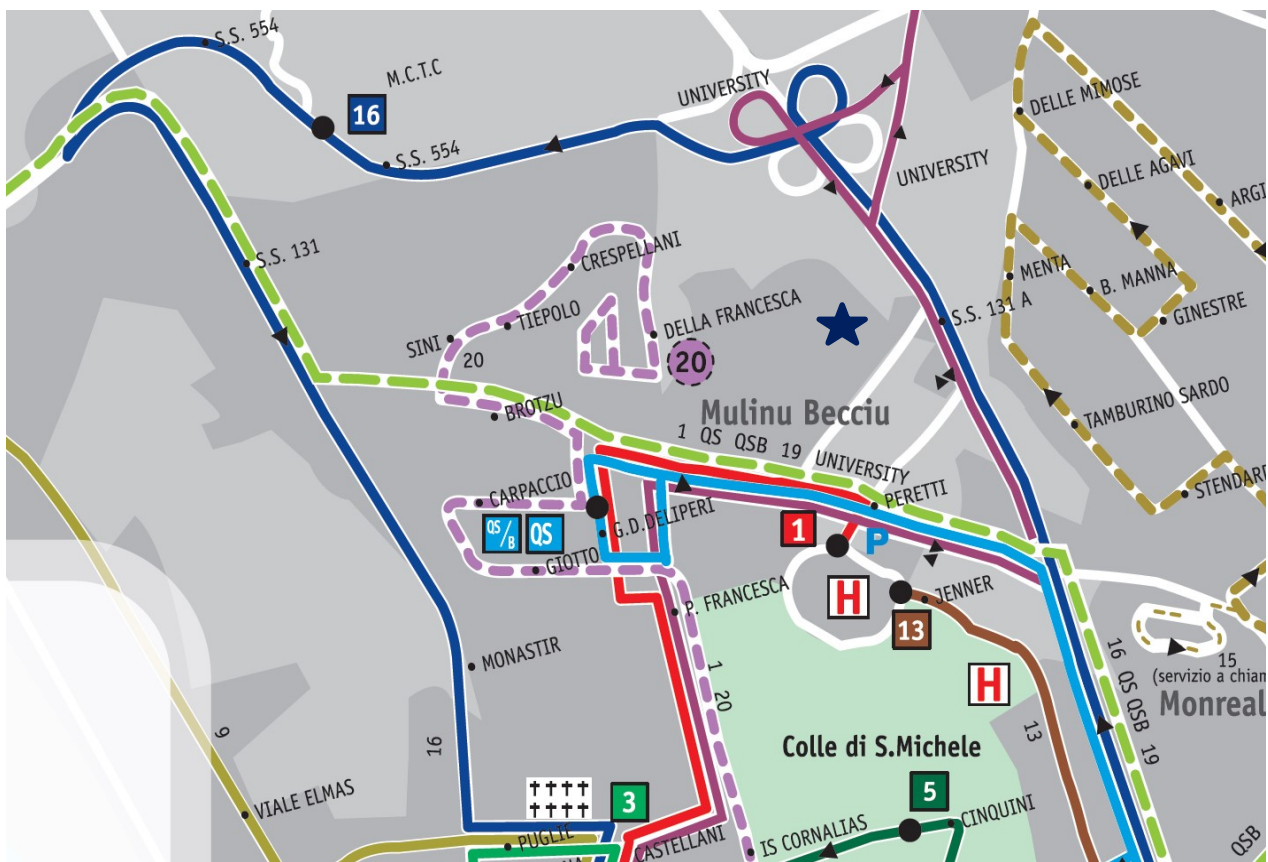 S.S. 554
M.C.T.C
UNIVERSITY
16
DELLE MIMOSE
S.S. 554
UNIVERSITY
DELLE AGAVI
ARGI
S.S. 131
CRESPELLANI
MENTA
B. MANNA
GINESTRE
TIEPOLO
DELLA FRANCESCA
S.S. 131 A
SINI
20
20
TAMBURINO SARDO
BROTZU
Mulinu Becciu
1 QS QSB 19 UNIVERSITY
CARPACCIO
PERETTI
STENDAR
QS/B
QS
G.D.DELIPERI
1
P
GIOTTO
H
JENNER
P. FRANCESCA
13
MONASTIR
1 20
H
16 QS QSB 19
15
(servizio a chiam
Monreal
9
16
13
Colle di S.Michele
VIALE ELMAS
3
5
CINQUINI
PUGLIE
CASTELLANI
IS CORNALIAS
QSB